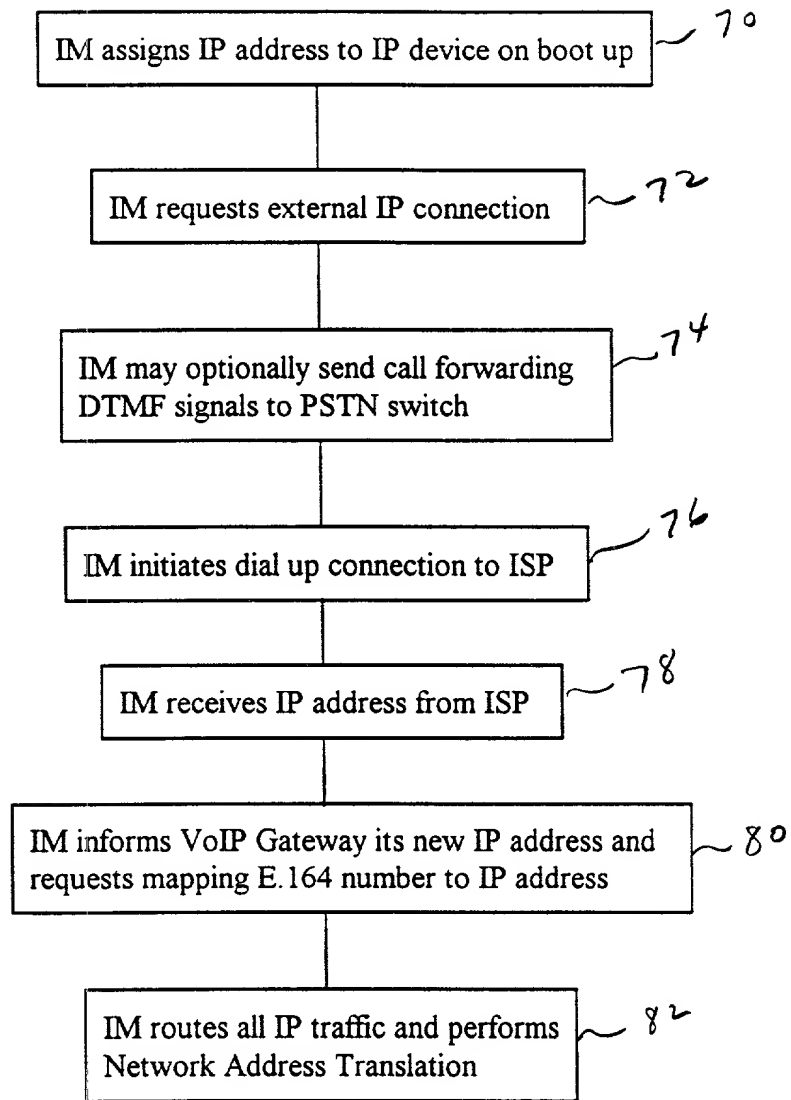 IM assigns IP address to IP device on boot up
70
IM requests external IP connection
72
IM may optionally send call forwarding
DTMF signals to PSTN switch
74
IM initiates dial up connection to ISP
76
IM receives IP address from ISP
78
IM informs VoIP Gateway its new IP address and
requests mapping E.164 number to IP address
80
IM routes all IP traffic and performs
Network Address Translation
82